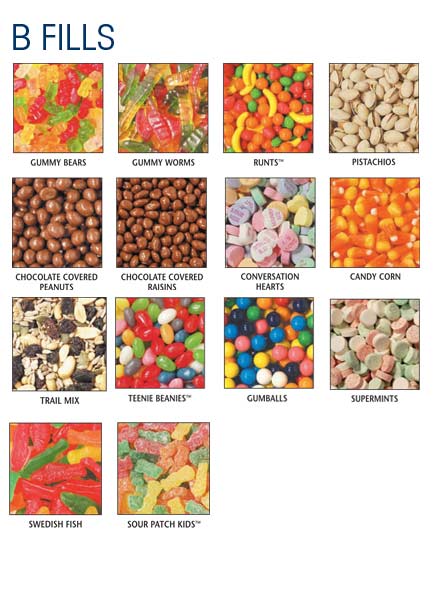 B FILLS
GUMMY BEARS
GUMMY WORMS
RUNTS™
PISTACHIOS
CHOCOLATE COVERED
PEANUTS
CHOCOLATE COVERED
RAISINS
CONVERSATION
HEARTS
CANDY CORN
TRAIL MIX
TEENIE BEANIES™
GUMBALLS
SUPERMINTS
SWEDISH FISH
SOUR PATCH KIDS™